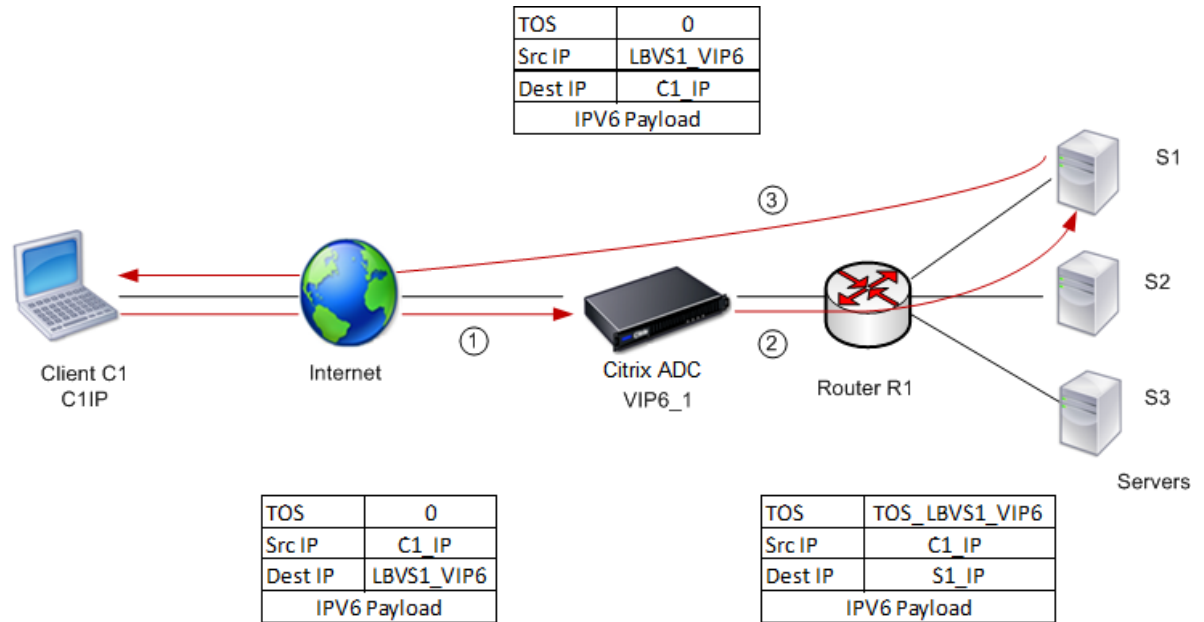 TOS 0
Src IP LBVS1_VIP6
Dest IP C1_IP
IPV6 Payload
S1
③
S2
①
②
Client C1
C1IP
Internet
Citrix ADC
VIP6_1
Router R1
S3
Servers
TOS 0
Src IP C1_IP
Dest IP LBVS1_VIP6
IPV6 Payload
TOS TOS_LBVS1_VIP6
Src IP C1_IP
Dest IP S1_IP
IPV6 Payload